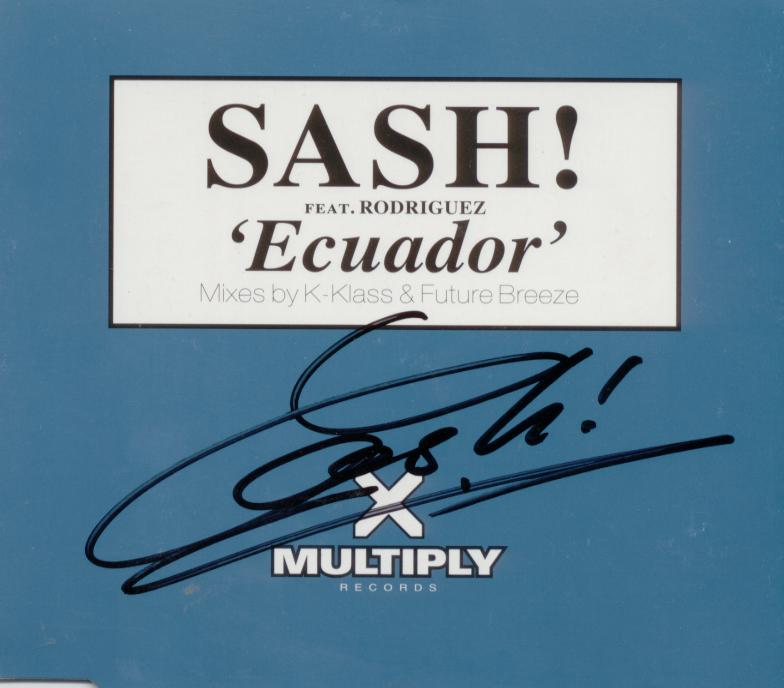 SASH!
FEAT. RODRIGUEZ
‘Ecuador’
Mixes by K-Klass & Future Breeze
Sash!
X
MULTIPLY
RECORDS